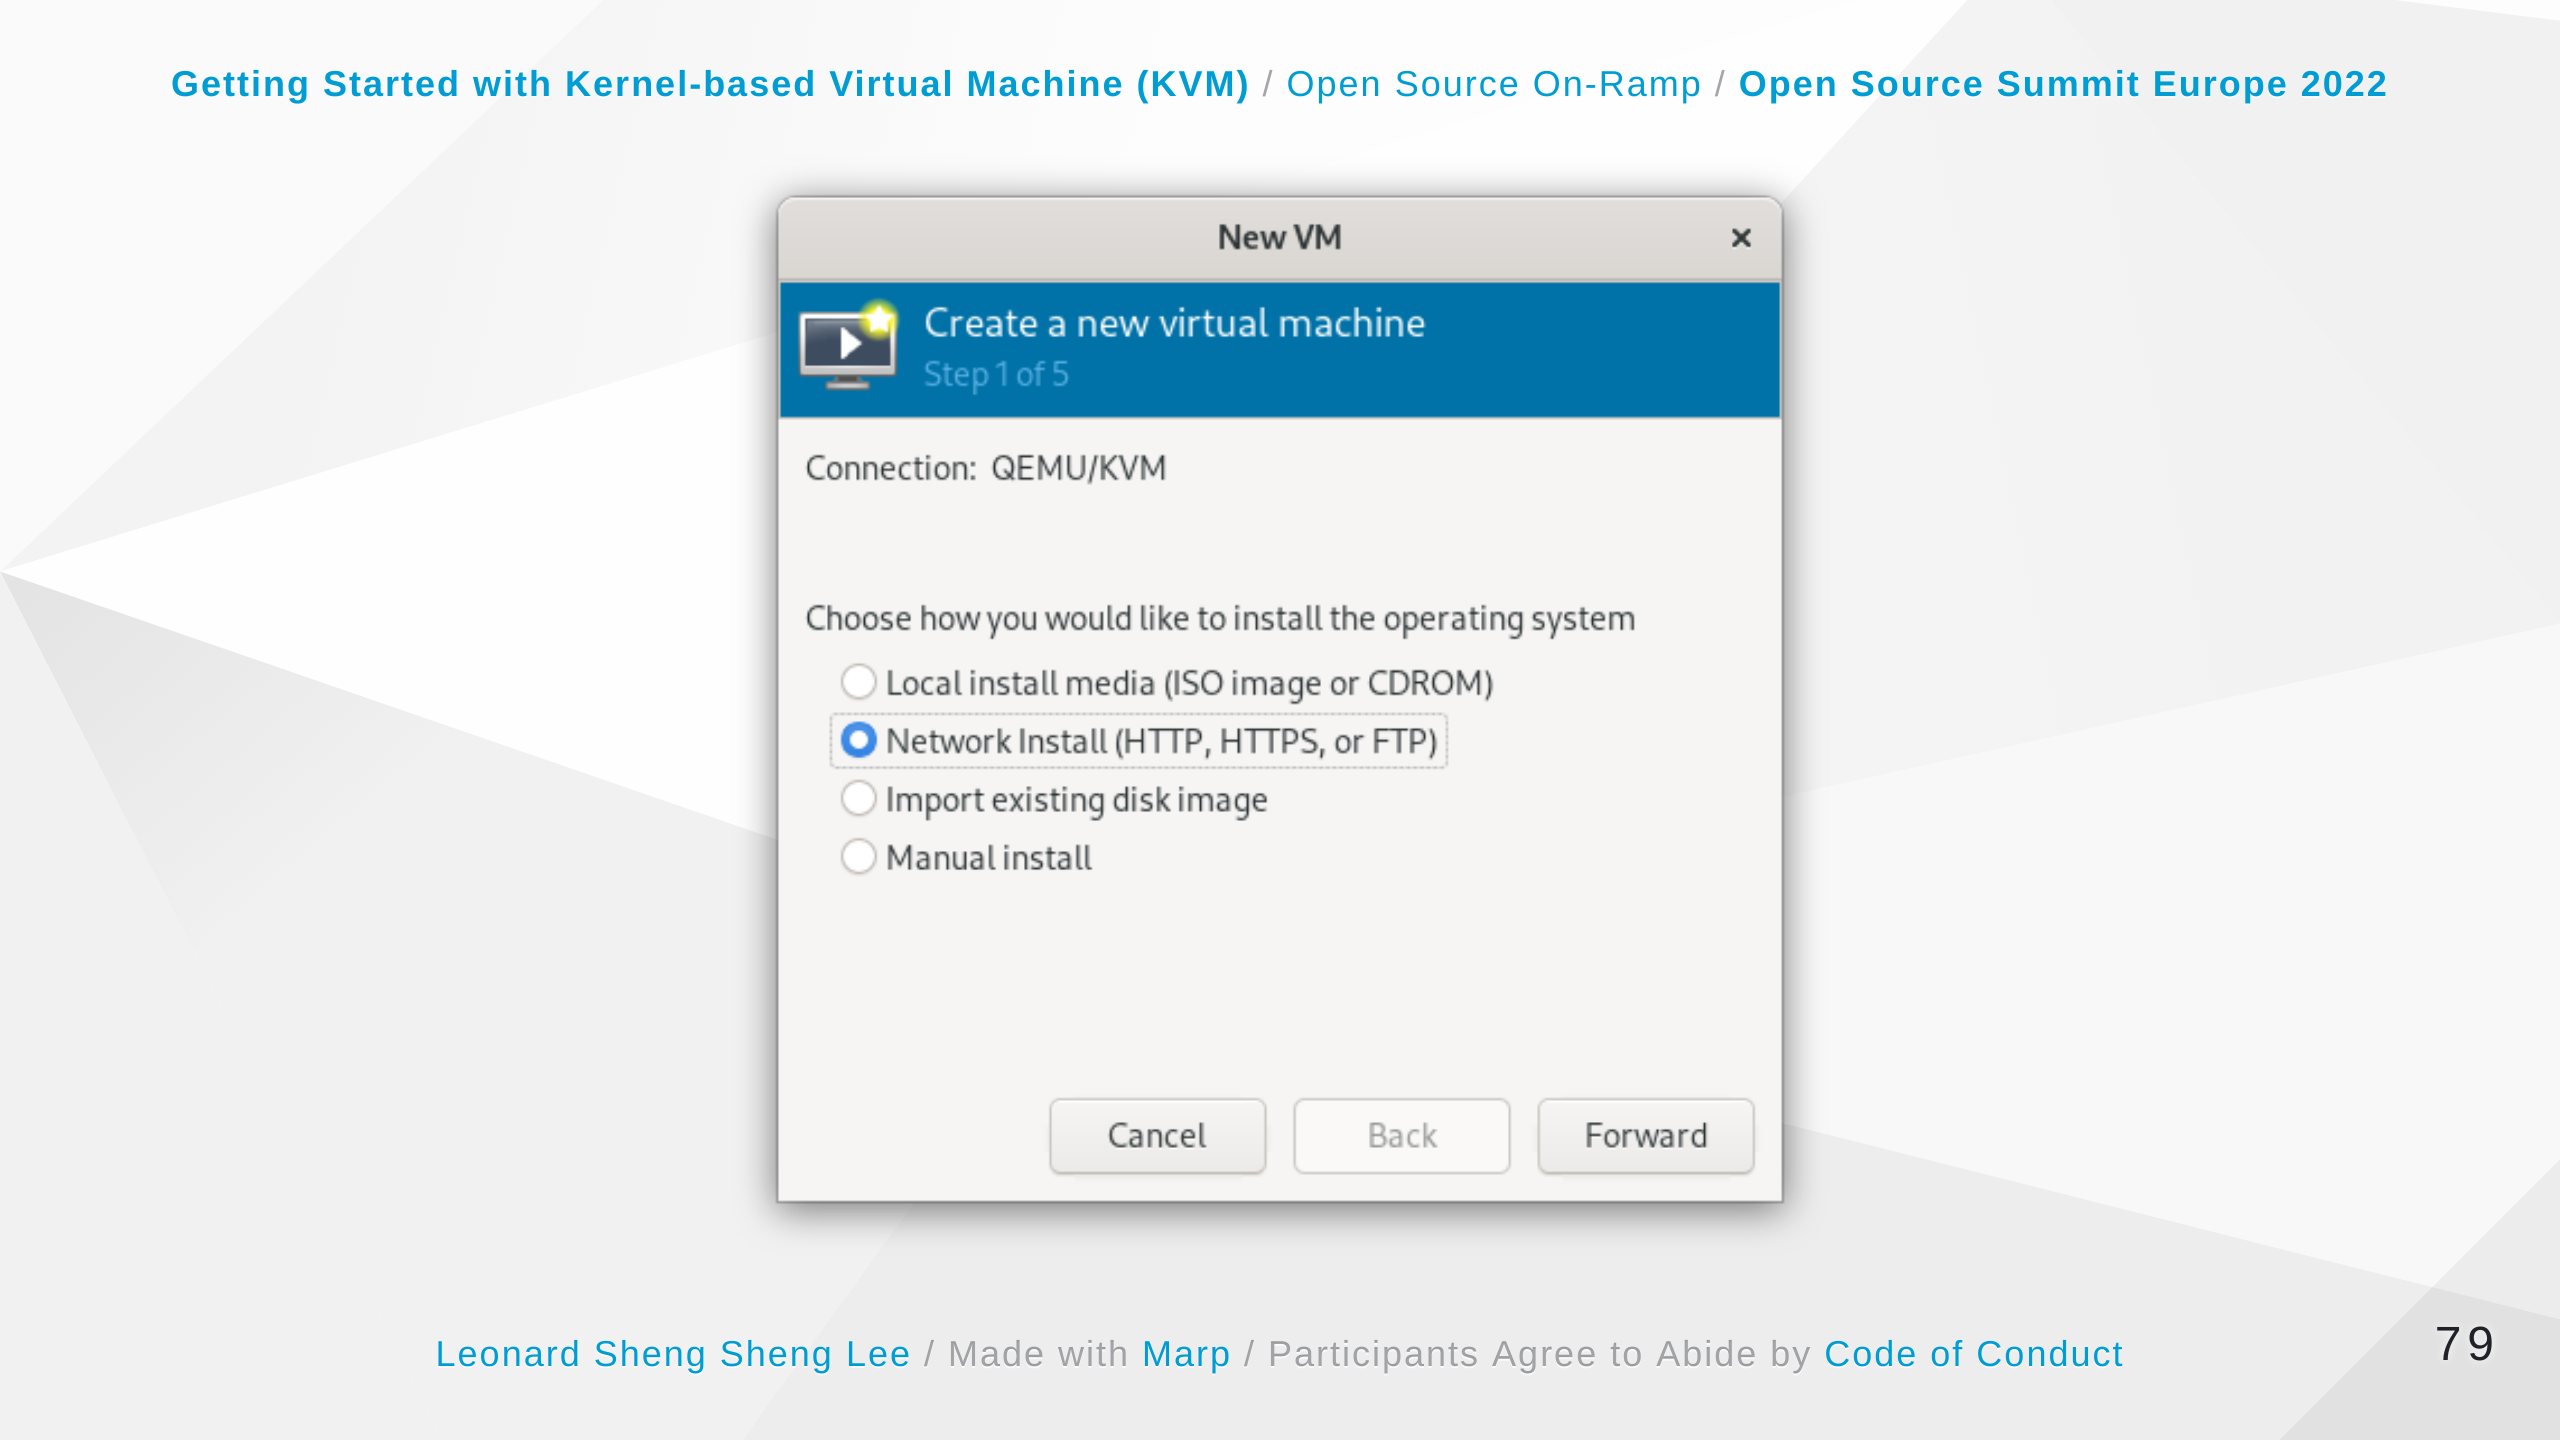 Getting Started with Kernel-based Virtual Machine (KVM) / Open Source On-Ramp / Open Source Summit Europe 2022
New VM
Create a new virtual machine
Step 1 of 5
Connection: QEMU/KVM
Choose how you would like to install the operating system
Local install media (ISO image or CDROM)
Network Install (HTTP, HTTPS, or FTP)
Import existing disk image
Manual install
Cancel Back Forward
Leonard Sheng Sheng Lee / Made with Marp / Participants Agree to Abide by Code of Conduct
79